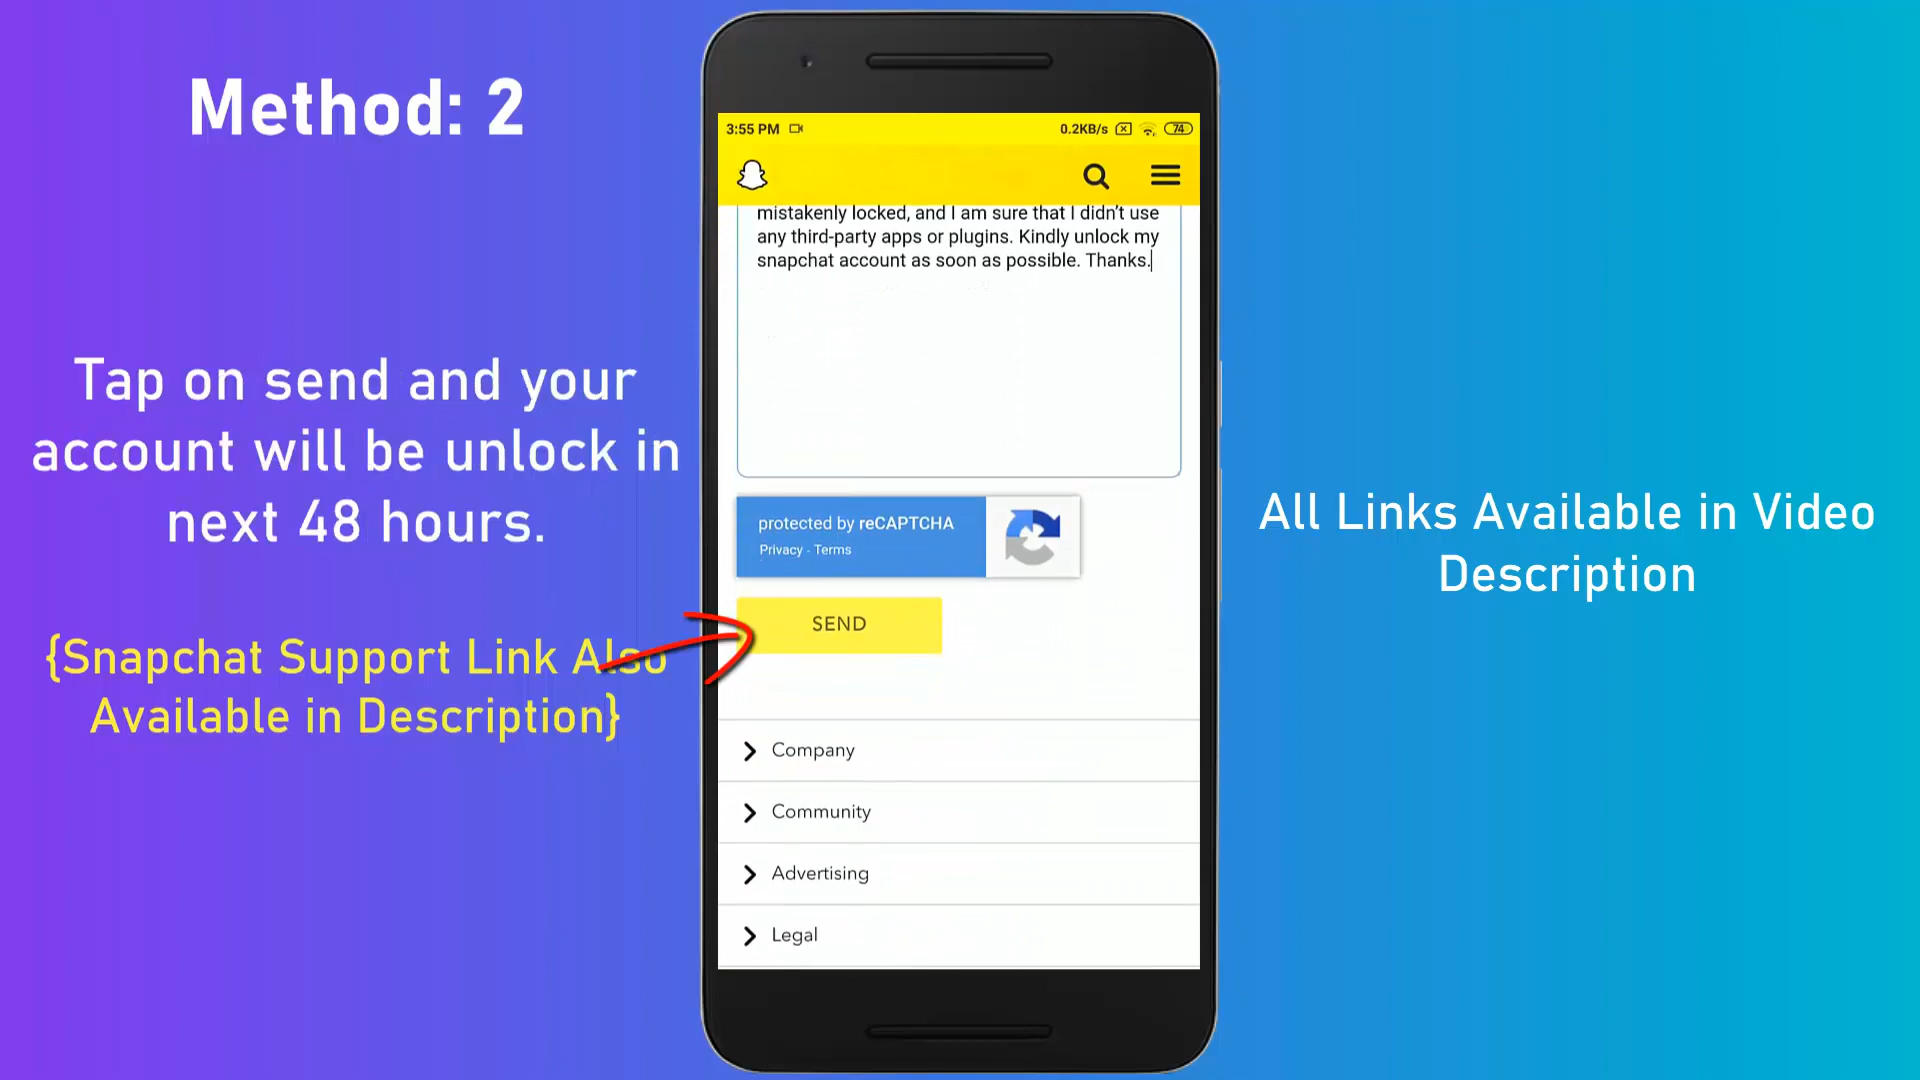 Method: 2
Tap on send and your
account will be unlock in
next 48 hours.
{Snapchat Support Link Also
Available in Description}
3:55 PM
0.2KB/s
74
mistakenly locked, and I am sure that I didn't use
any third-party apps or plugins. Kindly unlock my
snapchat account as soon as possible. Thanks.
protected by reCAPTCHA
Privacy - Terms
SEND
Company
Community
Advertising
Legal
All Links Available in Video
Description